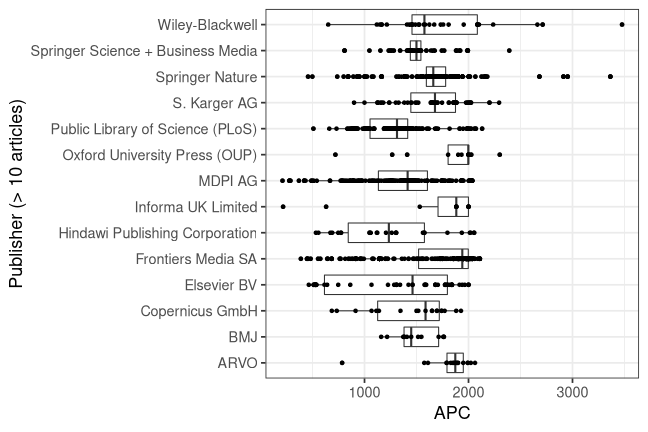 Publisher (> 10 articles)
Wiley-Blackwell
Springer Science + Business Media
Springer Nature
S. Karger AG
Public Library of Science (PLoS)
Oxford University Press (OUP)
MDPI AG
Informa UK Limited
Hindawi Publishing Corporation
Frontiers Media SA
Elsevier BV
Copernicus GmbH
BMJ
ARVO
1000 2000 3000
APC